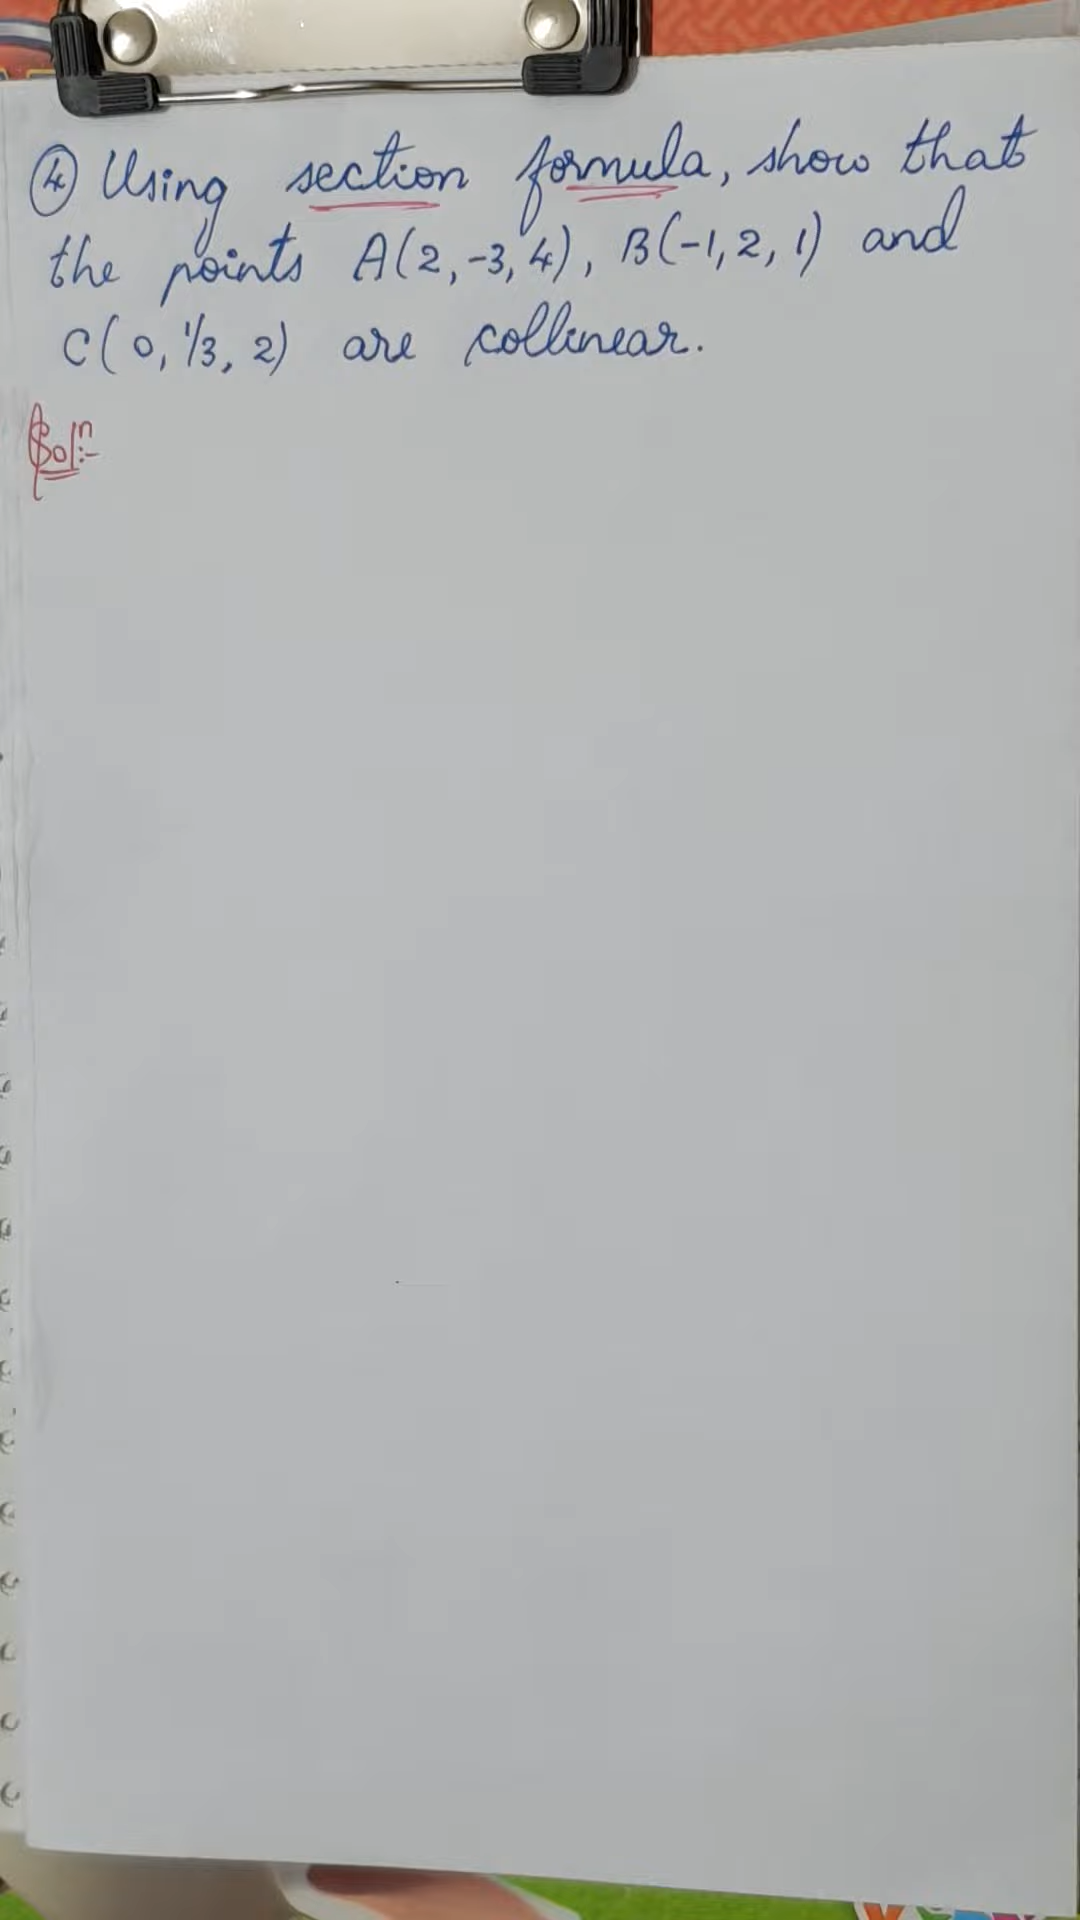 ④ Using section formula, show that
the points A(2,-3,4), B(-1,2,1) and
C(0,1/3,2) are collinear.
Solⁿ:-